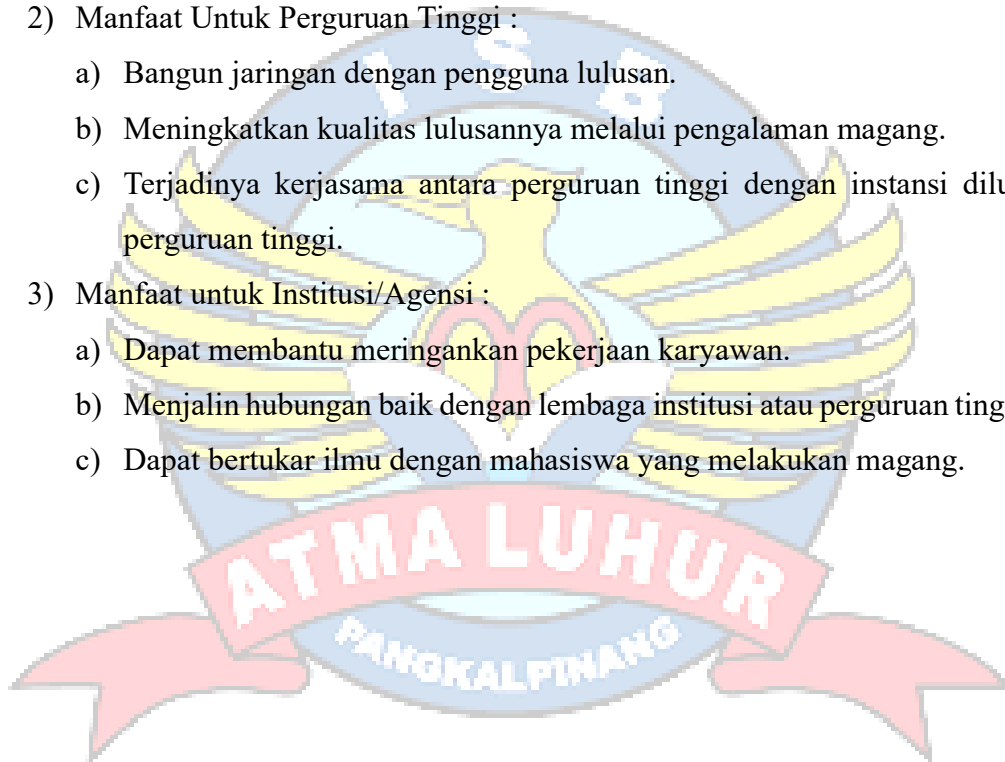 2) Manfaat Untuk Perguruan Tinggi :
a) Bangun jaringan dengan pengguna lulusan.
b) Meningkatkan kualitas lulusannya melalui pengalaman magang.
c) Terjadinya kerjasama antara perguruan tinggi dengan instansi dilu
perguruan tinggi.
3) Manfaat untuk Institusi/Agensi :
a) Dapat membantu meringankan pekerjaan karyawan.
b) Menjalin hubungan baik dengan lembaga institusi atau perguruan ting
c) Dapat bertukar ilmu dengan mahasiswa yang melakukan magang.
I S B
ATMA LUHUR
PANGKALPINANG